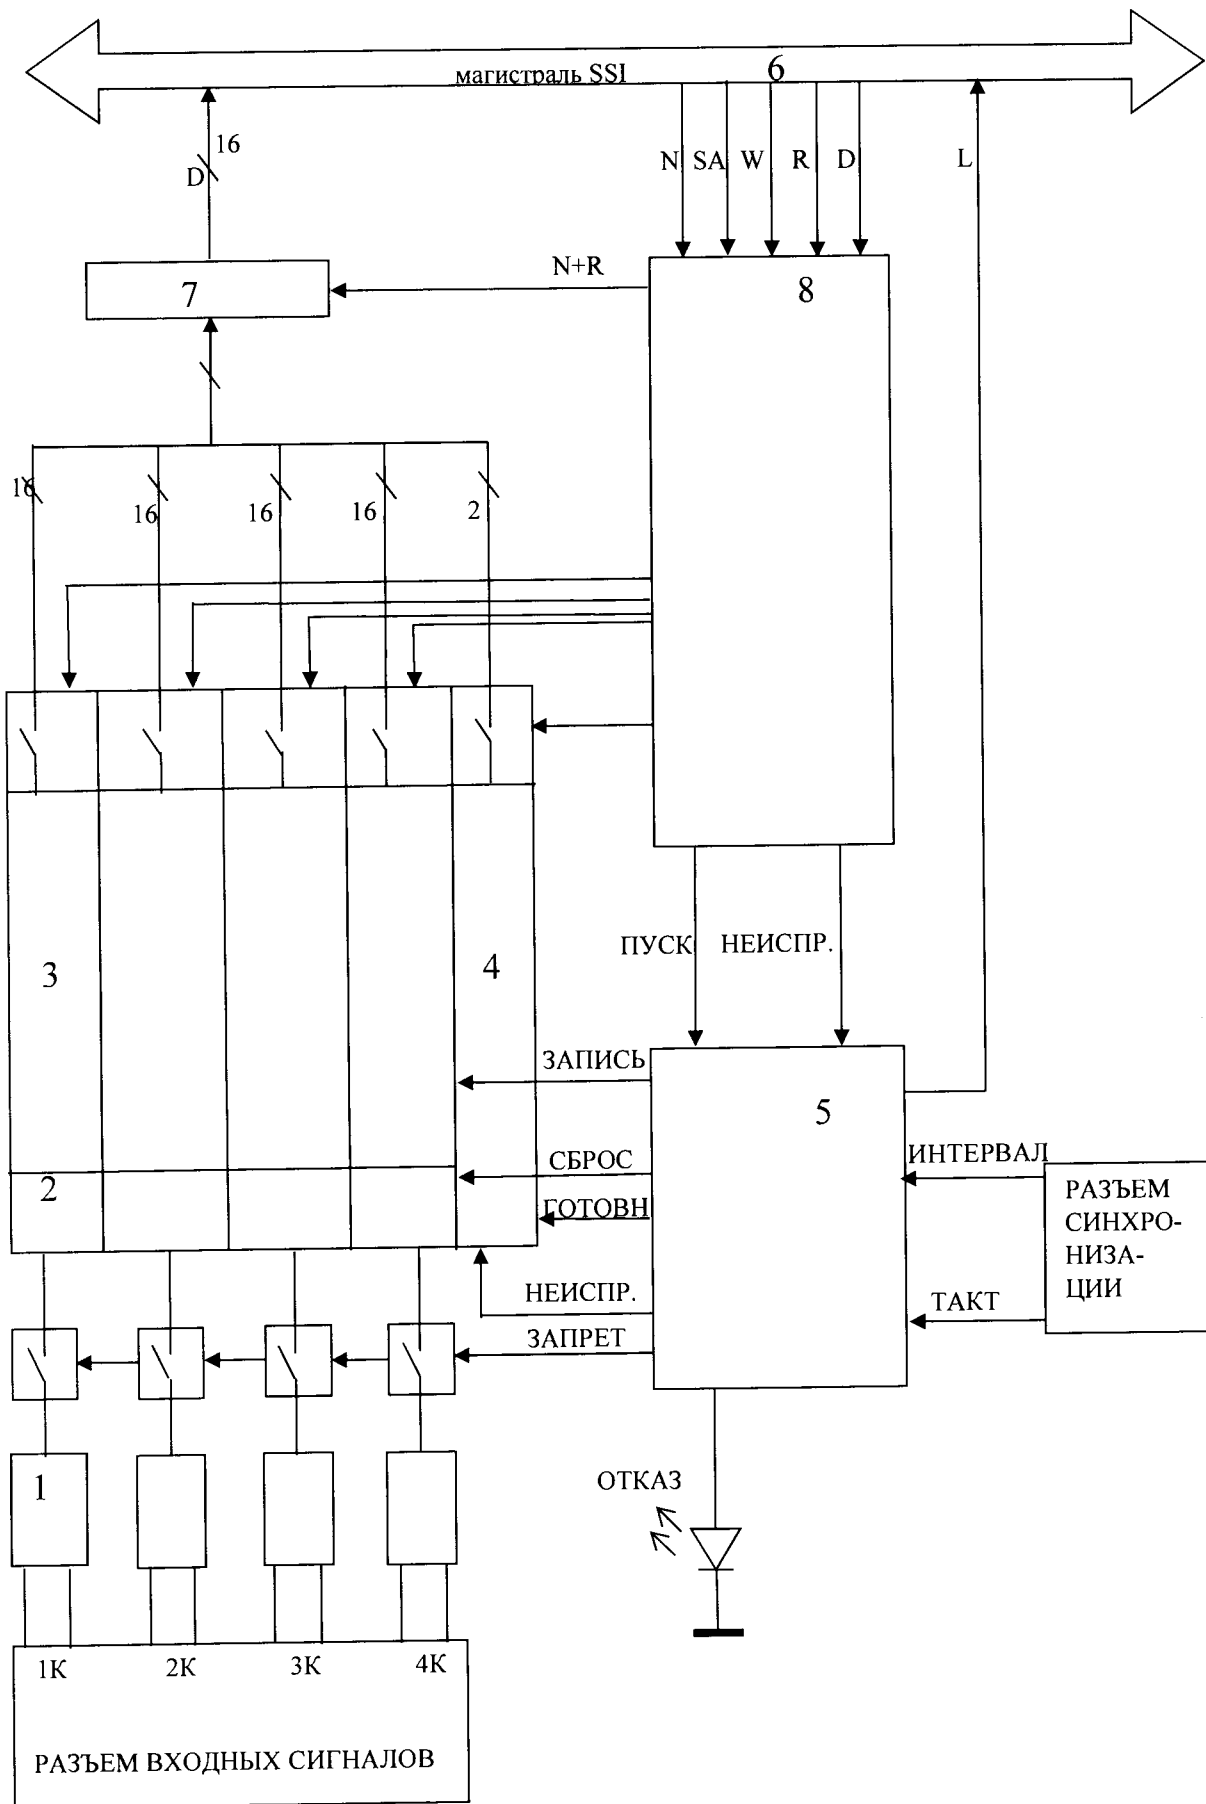 магистраль SSI 6
16
D
N SA W R D L
N+R
7
8
16 16 16 16 2
ПУСК НЕИСПР.
3
4
ЗАПИСЬ
5
СБРОС
ИНТЕРВАЛ
2
ГОТОВН
РАЗЪЕМ
СИНХРО-
НИЗА-
ЦИИ
НЕИСПР.
ТАКТ
ЗАПРЕТ
1
ОТКАЗ
1К 2К 3К 4К
РАЗЪЕМ ВХОДНЫХ СИГНАЛОВ